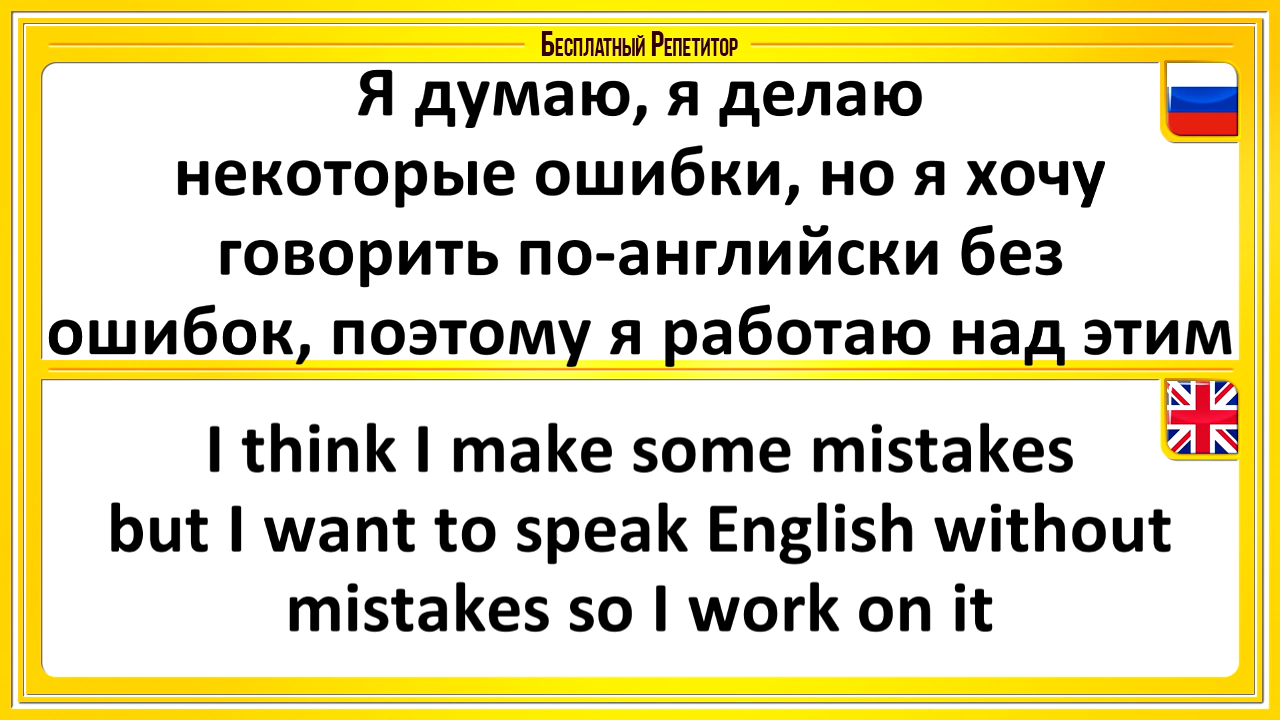 Бесплатный Репетитор
Я думаю, я делаю
некоторые ошибки, но я хочу
говорить по-английски без
ошибок, поэтому я работаю над этим
I think I make some mistakes
but I want to speak English without
mistakes so I work on it